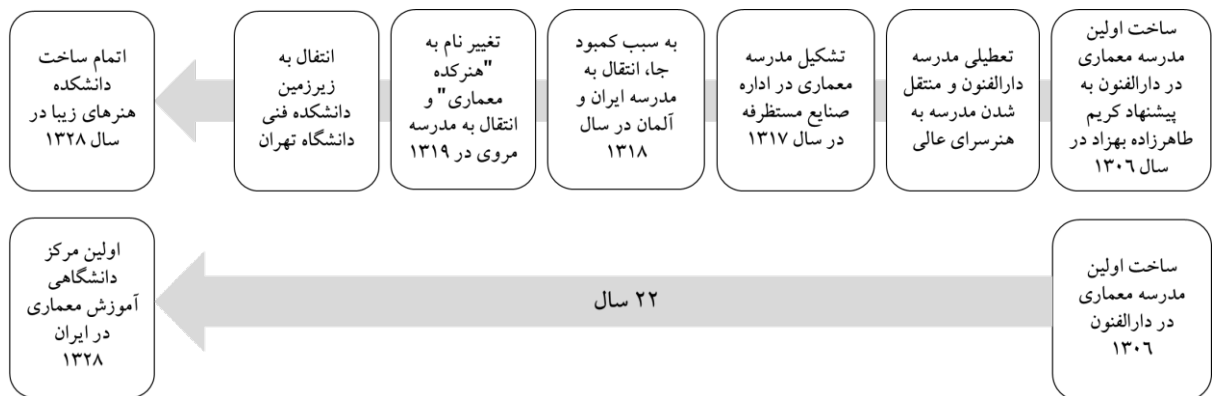 ساخت اولین
مدرسه معماری
در دارالفنون به
پیشنهاد کریم
طاهرزاده بهزاد در
سال ۱۳۰۶
تعطیلی مدرسه
دارالفنون و منتقل
شدن مدرسه به
هنرسرای عالی
تشکیل مدرسه
معماری در اداره
صنایع مستظرفه
در سال ۱۳۱۷
به سبب کمبود
جا، انتقال به
مدرسه ایران و
آلمان در سال
۱۳۱۸
تغییر نام به
"هنرکده
معماری" و
انتقال به مدرسه
مروی در ۱۳۱۹
انتفال به
زیرزمین
دانشکده فنی
دانشگاه تهران
اتمام ساخت
دانشکده
هنرهای زیبا در
سال ۱۳۲۸
ساخت اولین
مدرسه معماری
در دارالفنون
۱۳۰۶
۲۲ سال
اولین مرکز
دانشگاهی
آموزش معماری
در ایران
۱۳۲۸